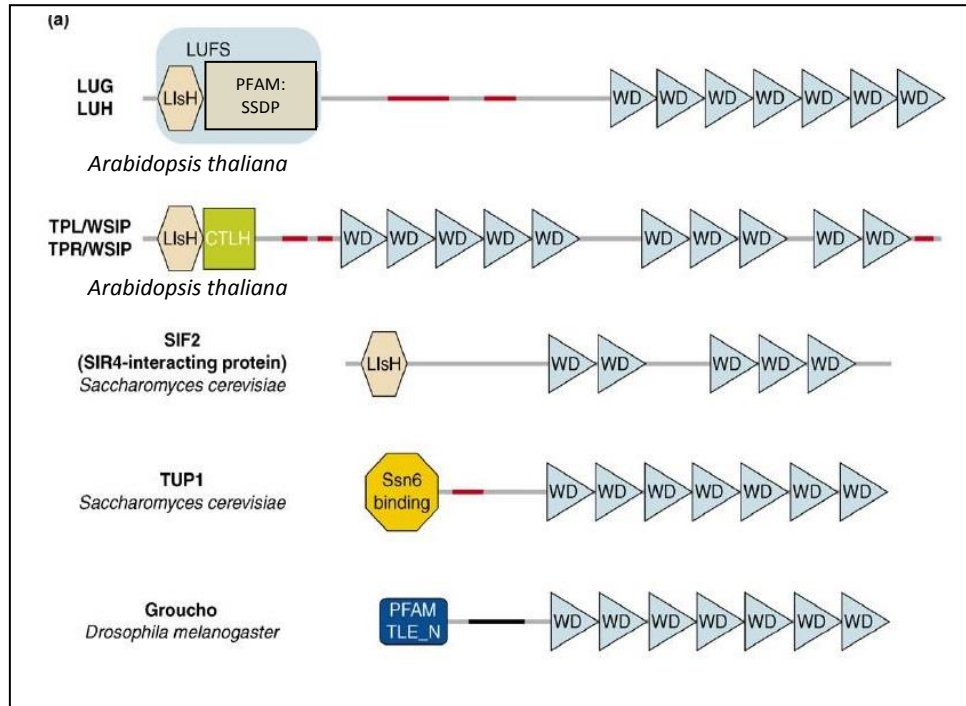 (a)
LUFS
LUG
LUH
LIsH
PFAM:
SSDP
WD WD WD WD WD WD WD
Arabidopsis thaliana
TPL/WSIP
TPR/WSIP
LIsH CTLH WD WD WD WD WD WD WD WD WD WD
Arabidopsis thaliana
SIF2
(SIR4-interacting protein)
Saccharomyces cerevisiae
LIsH WD WD WD WD WD
TUP1
Saccharomyces cerevisiae
Ssn6
binding
WD WD WD WD WD WD WD
Groucho
Drosophila melanogaster
PFAM
TLE_N
WD WD WD WD WD WD WD